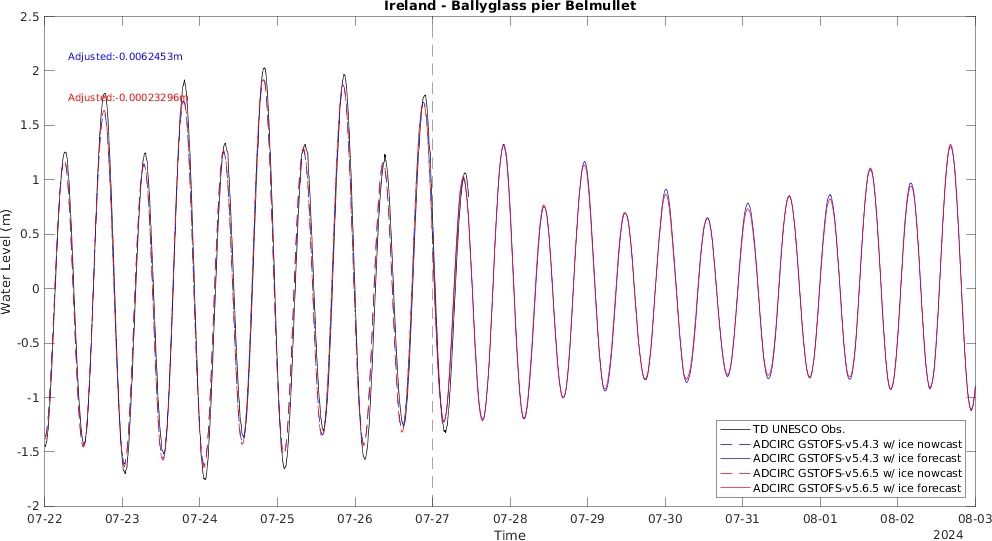 Ireland - Ballyglass pier Belmullet
Adjusted:-0.0062453m
Adjusted:-0.00023296m
2.5
2
1.5
1
0.5
0
-0.5
-1
-1.5
-2
Water Level (m)
TD UNESCO Obs.
ADCIRC GSTOFS-v5.4.3 w/ ice nowcast
ADCIRC GSTOFS-v5.4.3 w/ ice forecast
ADCIRC GSTOFS-v5.6.5 w/ ice nowcast
ADCIRC GSTOFS-v5.6.5 w/ ice forecast
07-22 07-23 07-24 07-25 07-26 07-27 07-28 07-29 07-30 07-31 08-01 08-02 08-03
Time
2024